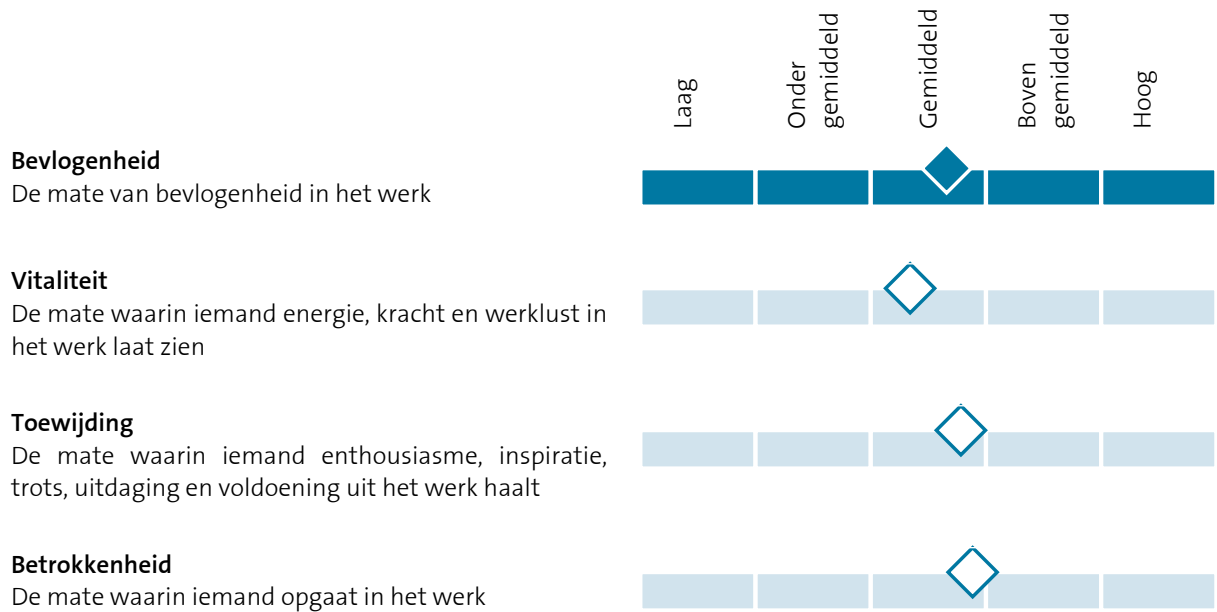 Laag
Onder
gemiddeld
Gemiddeld
Boven
gemiddeld
Hoog
Bevlogenheid
De mate van bevlogenheid in het werk
Vitaliteit
De mate waarin iemand energie, kracht en werklust in
het werk laat zien
Toewijding
De mate waarin iemand enthousiasme, inspiratie,
trots, uitdaging en voldoening uit het werk haalt
Betrokkenheid
De mate waarin iemand opgaat in het werk